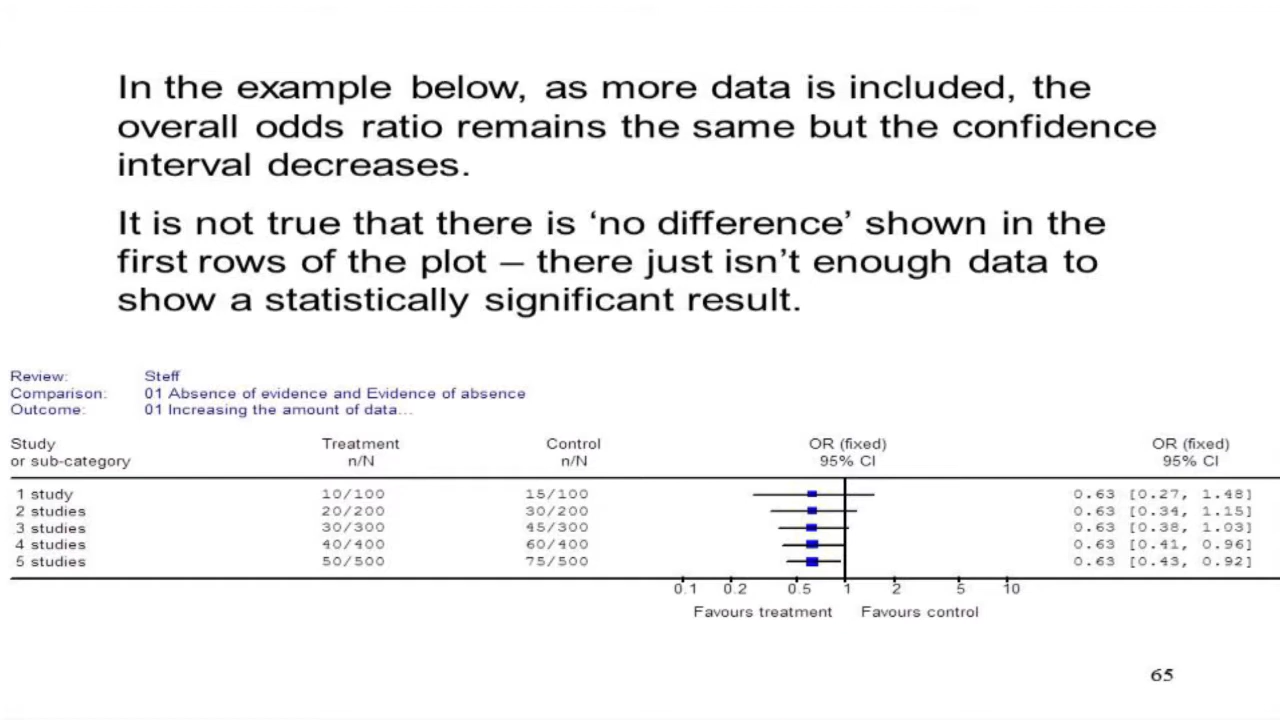 In the example below, as more data is included, the
overall odds ratio remains the same but the confidence
interval decreases.
It is not true that there is ‘no difference’ shown in the
first rows of the plot – there just isn’t enough data to
show a statistically significant result.
Review: Steff
Comparison: 01 Absence of evidence and Evidence of absence
Outcome: 01 Increasing the amount of data...
Study Treatment Control OR (fixed) OR (fixed)
or sub-category n/N n/N 95% CI 95% CI
1 study 10/100 15/100 0.63 [0.27, 1.48]
2 studies 20/200 30/200 0.63 [0.34, 1.15]
3 studies 30/300 45/300 0.63 [0.38, 1.03]
4 studies 40/400 60/400 0.63 [0.41, 0.96]
5 studies 50/500 75/500 0.63 [0.43, 0.92]
0.1 0.2 0.5 1 2 5 10
Favours treatment Favours control
65